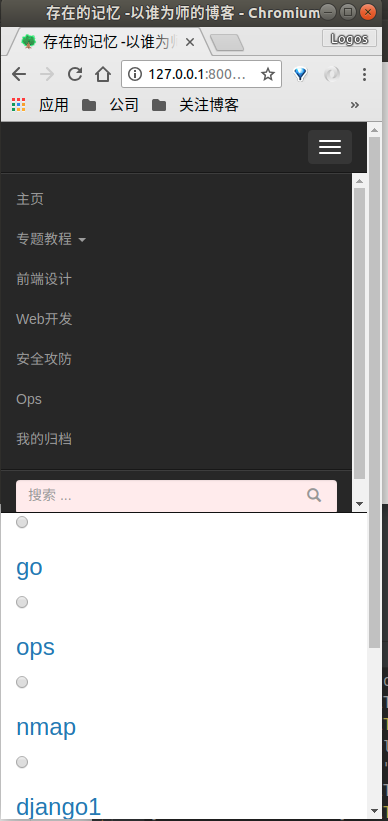 存在的记忆 -以谁为师的博客 - Chromium
存在的记忆 -以谁为师
Logos
127.0.0.1:800…
应用 公司 关注博客 »
主页
专题教程
前端设计
Web开发
安全攻防
Ops
我的归档
搜索 ...
go
ops
nmap
django1